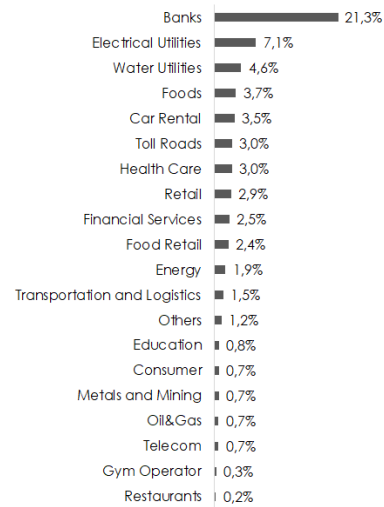 Banks 21,3%
Electrical Utilities 7,1%
Water Utilities 4,6%
Foods 3,7%
Car Rental 3,5%
Toll Roads 3,0%
Health Care 3,0%
Retail 2,9%
Financial Services 2,5%
Food Retail 2,4%
Energy 1,9%
Transportation and Logistics 1,5%
Others 1,2%
Education 0,8%
Consumer 0,7%
Metals and Mining 0,7%
Oil&Gas 0,7%
Telecom 0,7%
Gym Operator 0,3%
Restaurants 0,2%